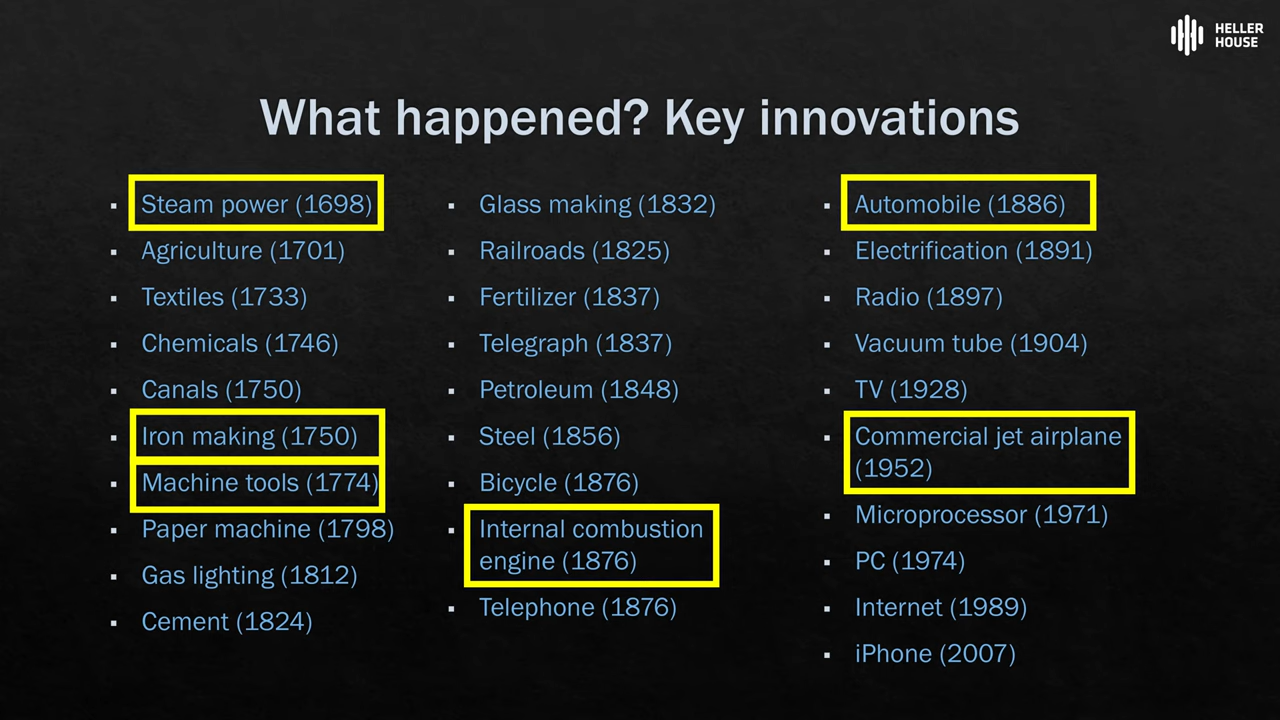 HELLER
HOUSE
What happened? Key innovations
Steam power (1698)
Agriculture (1701)
Textiles (1733)
Chemicals (1746)
Canals (1750)
Iron making (1750)
Machine tools (1774)
Paper machine (1798)
Gas lighting (1812)
Cement (1824)
Glass making (1832)
Railroads (1825)
Fertilizer (1837)
Telegraph (1837)
Petroleum (1848)
Steel (1856)
Bicycle (1876)
Internal combustion
engine (1876)
Telephone (1876)
Automobile (1886)
Electrification (1891)
Radio (1897)
Vacuum tube (1904)
TV (1928)
Commercial jet airplane
(1952)
Microprocessor (1971)
PC (1974)
Internet (1989)
iPhone (2007)